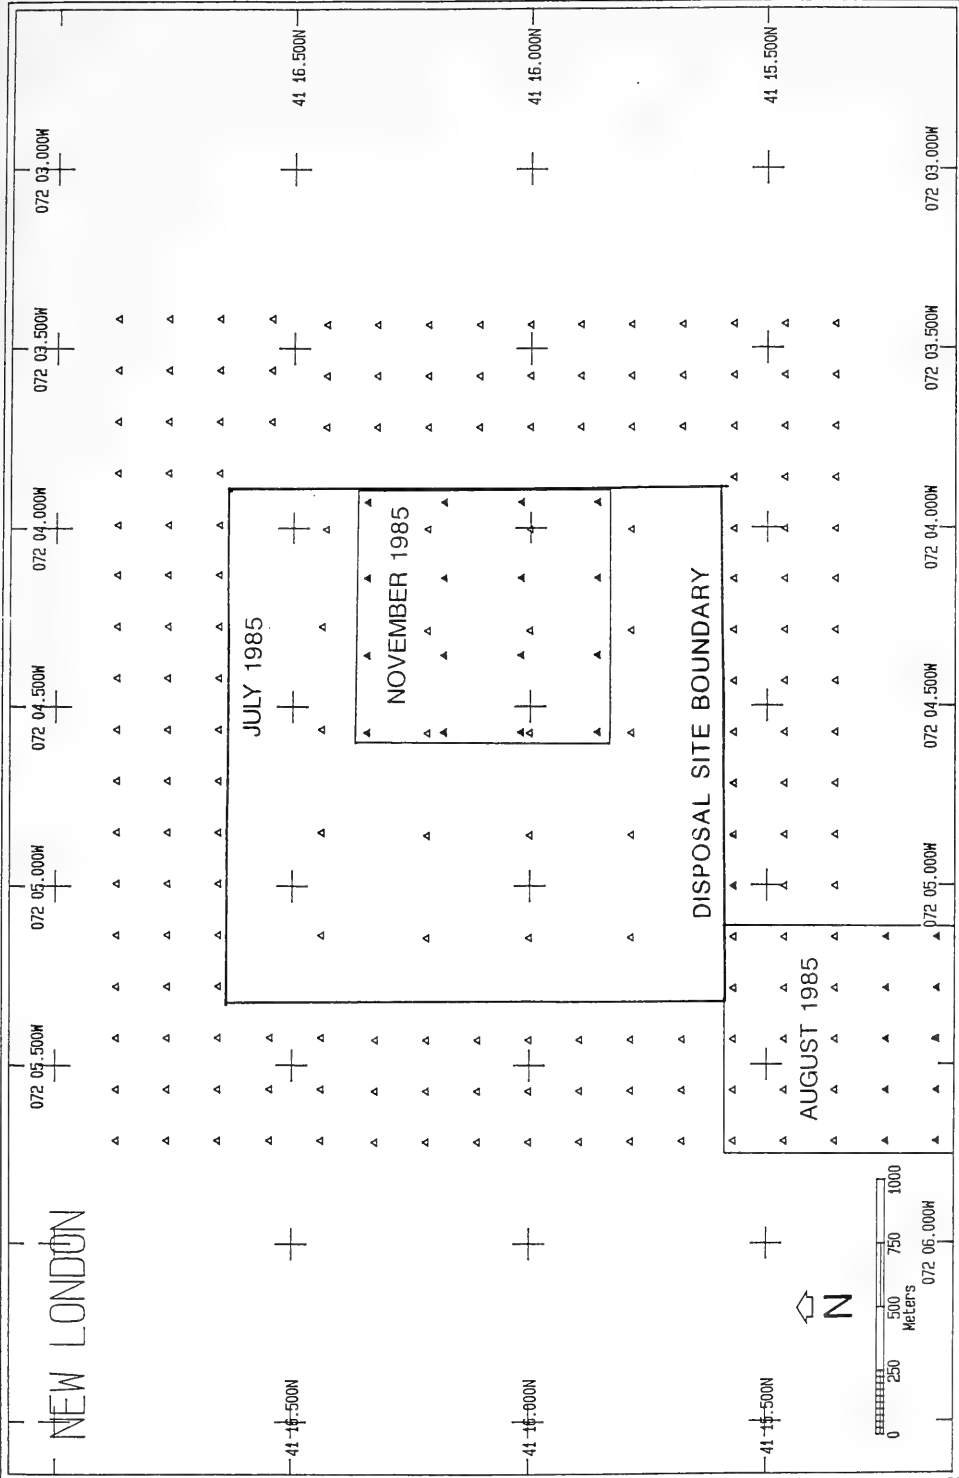 NEW LONDON
072 05.500W
072 05.000W
072 04.500W
072 04.000W
072 03.500W
072 03.000W
JULY 1985
41 16.500N
41 16.500N
NOVEMBER 1985
41 16.000N
41 16.000N
DISPOSAL SITE BOUNDARY
41 15.500N
41 15.500N
AUGUST 1985
N
0
250
500
750
1000
Meters
072 06.000W
072 05.000W
072 04.500W
072 04.000W
072 03.500W
072 03.000W